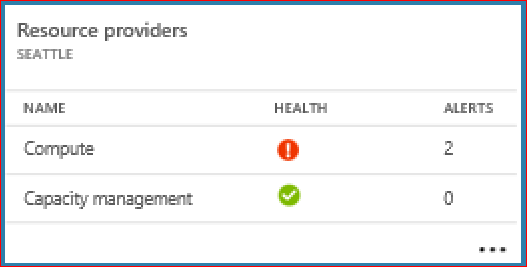 Resource providers
SEATTLE
NAME HEALTH ALERTS
Compute 2
Capacity management 0